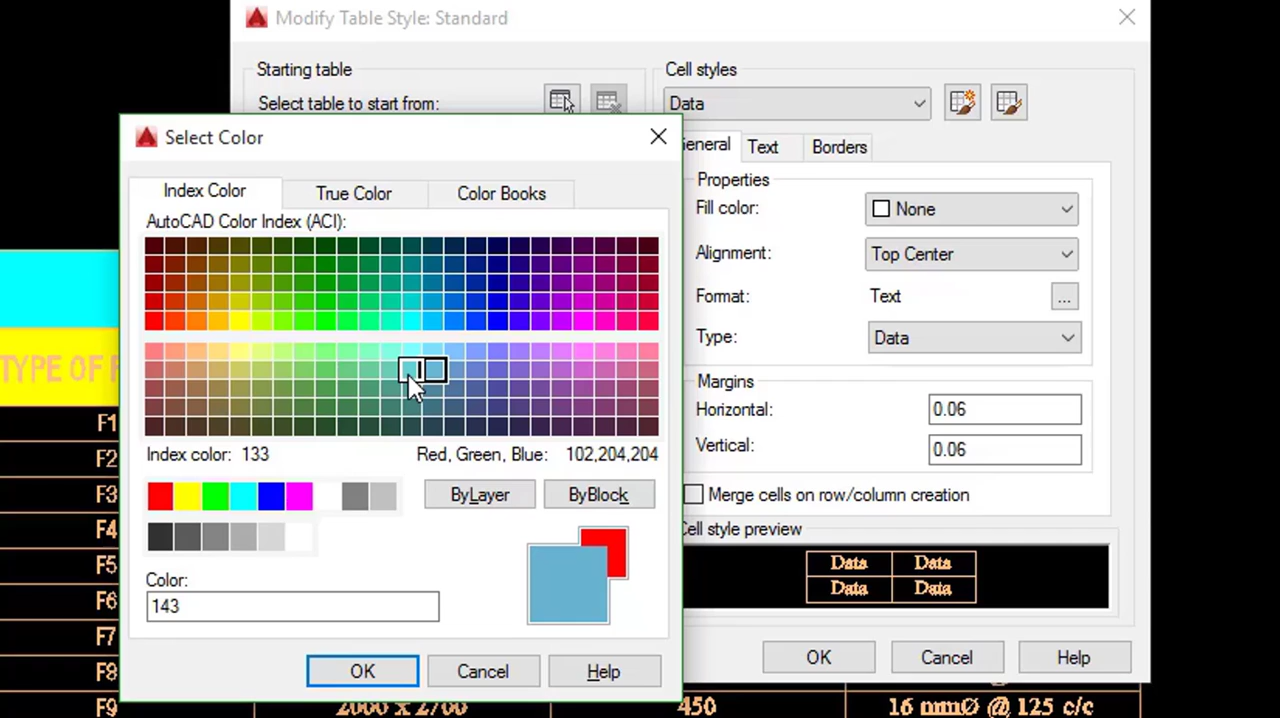 Modify Table Style: Standard
Starting table
Select table to start from:
Cell styles
Data
General Text Borders
Properties
Fill color: None
Alignment: Top Center
Format: Text ...
Type: Data
Margins
Horizontal: 0.06
Vertical: 0.06
Merge cells on row/column creation
Cell style preview
Data Data
Data Data
OK Cancel Help
Select Color
Index Color True Color Color Books
AutoCAD Color Index (ACI):
Index color: 133 Red, Green, Blue: 102,204,204
ByLayer ByBlock
Color:
143
OK Cancel Help
TYPE OF F
F1
F2
F3
F4
F5
F6
F7
F8
F9 2000 x 2700 450 16 mmØ @ 125 c/c